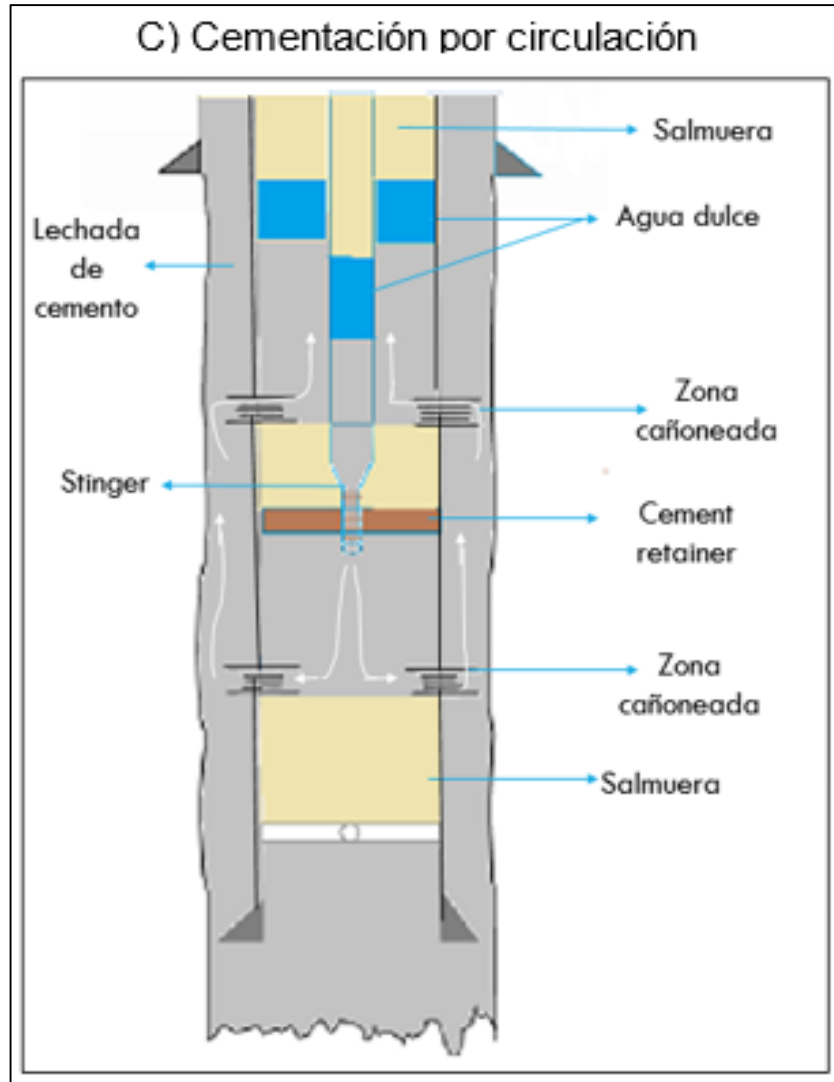 C) Cementación por circulación
Salmuera
Agua dulce
Lechada
de
cemento
Zona
cañoneada
Stinger
Cement
retainer
Zona
cañoneada
Salmuera